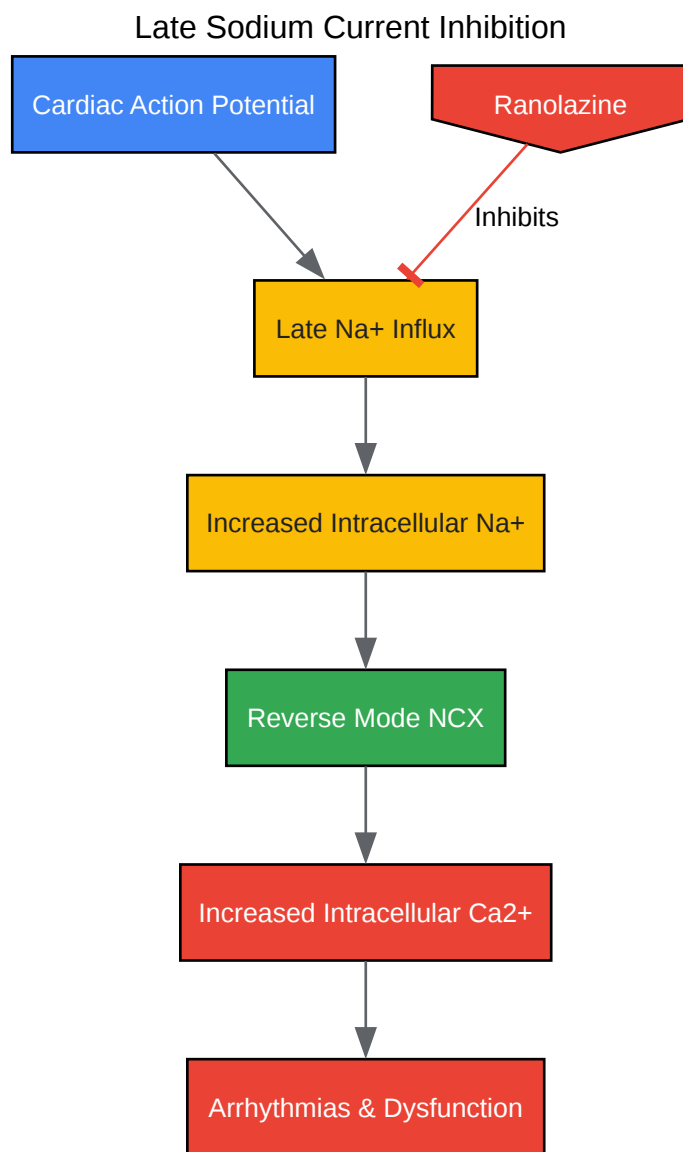 Late Sodium Current Inhibition
Cardiac Action Potential
Ranolazine
Inhibits
Late Na+ Influx
Increased Intracellular Na+
Reverse Mode NCX
Increased Intracellular Ca2+
Arrhythmias & Dysfunction